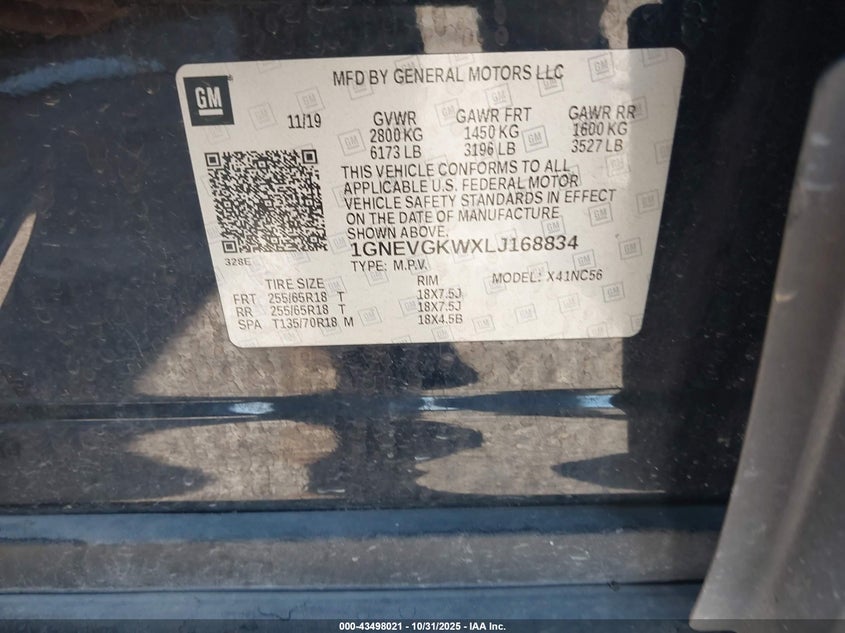 MFD BY GENERAL MOTORS LLC
GM
11/19 GVWR GAWR FRT GAWR RR
2800 KG 1450 KG 1600 KG
6173 LB 3196 LB 3527 LB
THIS VEHICLE CONFORMS TO ALL
APPLICABLE U.S. FEDERAL MOTOR
VEHICLE SAFETY STANDARDS IN EFFECT
ON THE DATE OF MANUFACTURE
SHOWN ABOVE.
328E
1GNEVGKWXLJ168834
TYPE: M.P.V. MODEL: X41NC56
TIRE SIZE RIM
FRT 255/65R18 T 18X7.5J
RR 255/65R18 T 18X7.5J
SPA T135/70R18 M 18X4.5B
000-43498021 - 10/31/2025 - IAA Inc.